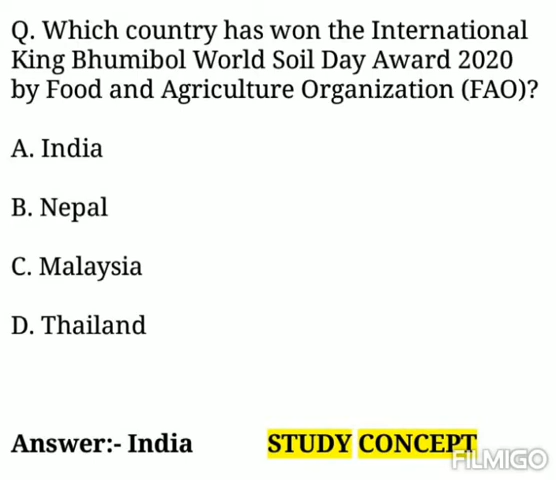 Q. Which country has won the International
King Bhumibol World Soil Day Award 2020
by Food and Agriculture Organization (FAO)?
A. India
B. Nepal
C. Malaysia
D. Thailand
Answer:- India STUDY CONCEPT
FILMIGO